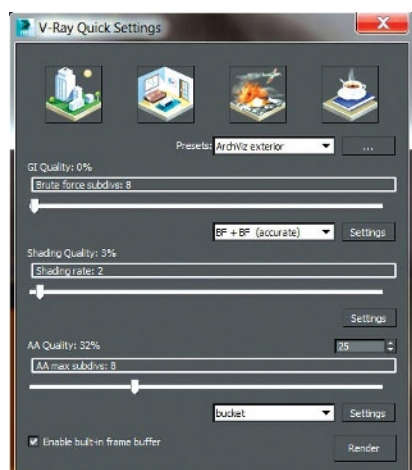 V-Ray Quick Settings
Presets: ArchViz exterior ...
GI Quality: 0%
Brute force subdivs: 8
BF + BF (accurate) Settings
Shading Quality: 3%
Shading rate: 2
Settings
AA Quality: 32% 25
AA max subdivs: 8
bucket Settings
Enable built-in frame buffer
Render